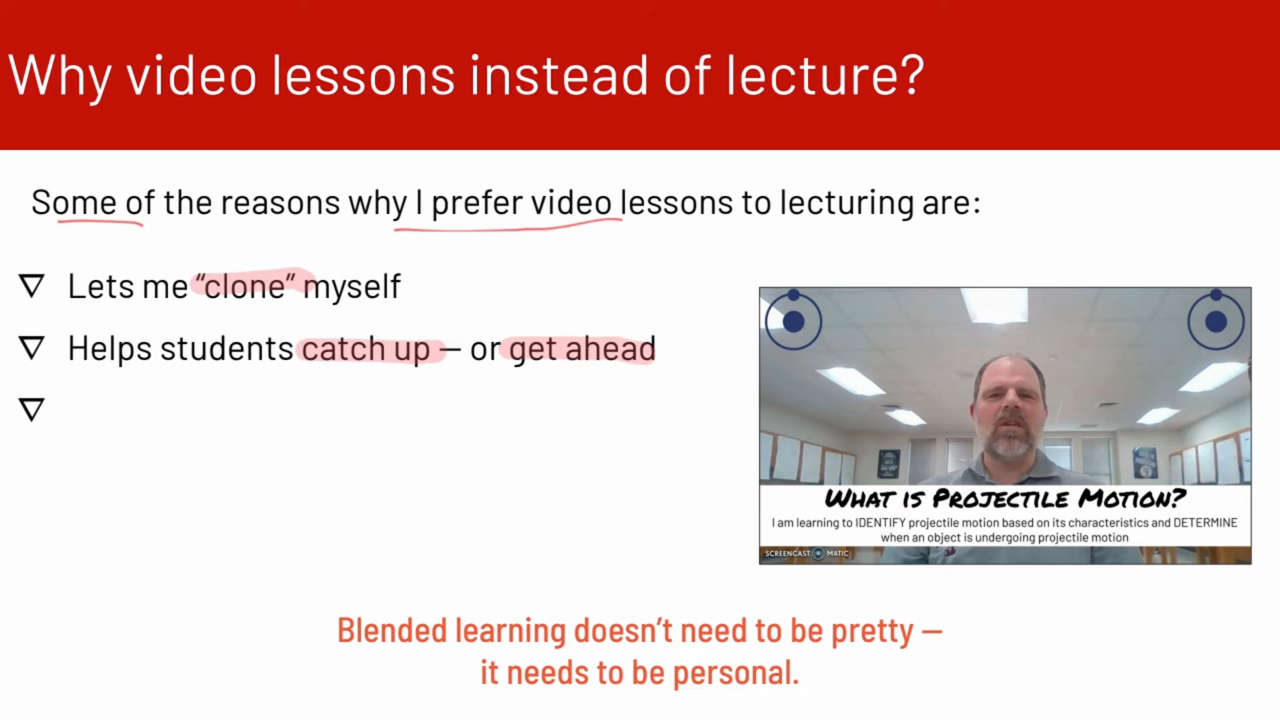 Why video lessons instead of lecture?
Some of the reasons why I prefer video lessons to lecturing are:
Lets me “clone” myself
Helps students catch up – or get ahead
What is Projectile Motion?
I am learning to IDENTIFY projectile motion based on its characteristics and DETERMINE
when an object is undergoing projectile motion
SCREENCAST MATIC
Blended learning doesn’t need to be pretty –
it needs to be personal.